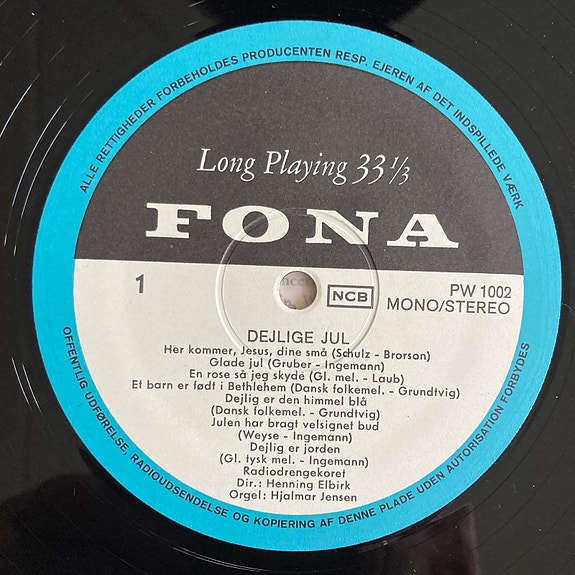 ALLE RETTIGHEDER FORBEHOLDES PRODUCENTEN RESP. EJEREN AF DET INDSPILLEDE VÆRK
Long Playing 33 1/3
FONA
1
NCB
PW 1002
MONO/STEREO
DEJLIGE JUL
Her kommer, Jesus, dine små (Schulz - Brorson)
Glade jul (Gruber - Ingemann)
En rose så jeg skyde (Gl. mel. - Laub)
Et barn er født i Bethlehem (Dansk folkemel. - Grundtvig)
Dejlig er den himmel blå
(Dansk folkemel. - Grundtvig)
Julen har bragt velsignet bud
(Weyse - Ingemann)
Dejlig er jorden
(Gl. tysk mel. - Ingemann)
Radiodrengekoret
Dir.: Henning Elbirk
Orgel: Hjalmar Jensen
OFFENTLIG UDFØRELSE, RADIOUDSENDELSE OG KOPIERING AF DENNE PLADE UDEN AUTORISATION FORBYDES